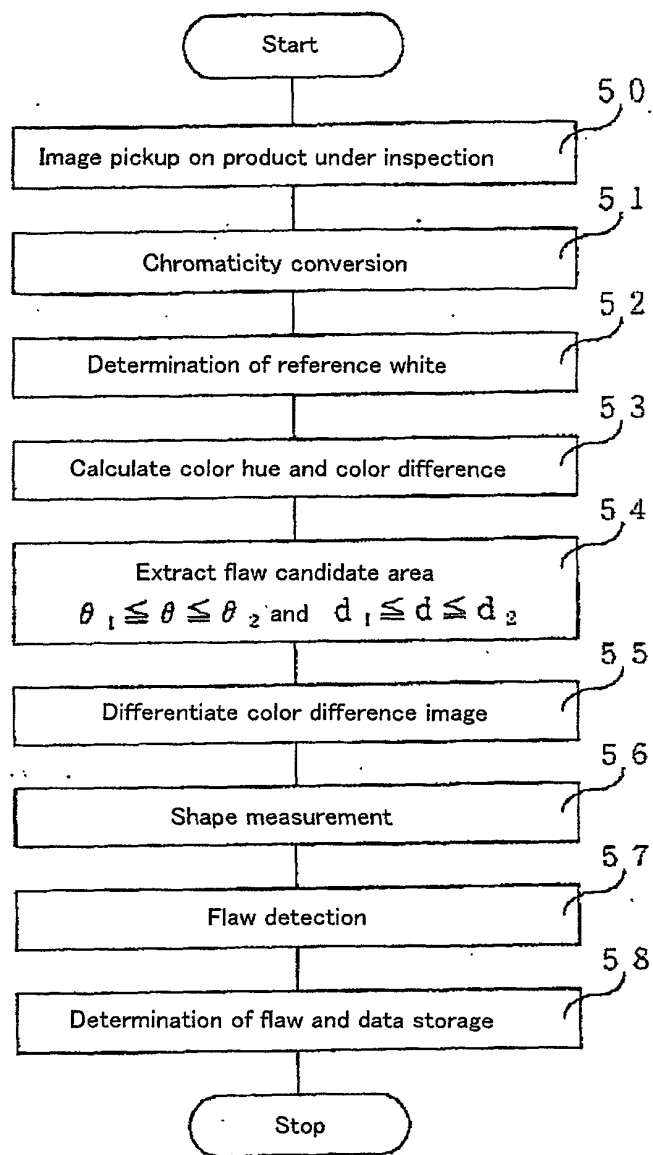 Start
50
Image pickup on product under inspection
51
Chromaticity conversion
52
Determination of reference white
53
Calculate color hue and color difference
54
Extract flaw candidate area
θ₁ ≦ θ ≦ θ₂ and d₁ ≦ d ≦ d₂
55
Differentiate color difference image
56
Shape measurement
57
Flaw detection
58
Determination of flaw and data storage
Stop